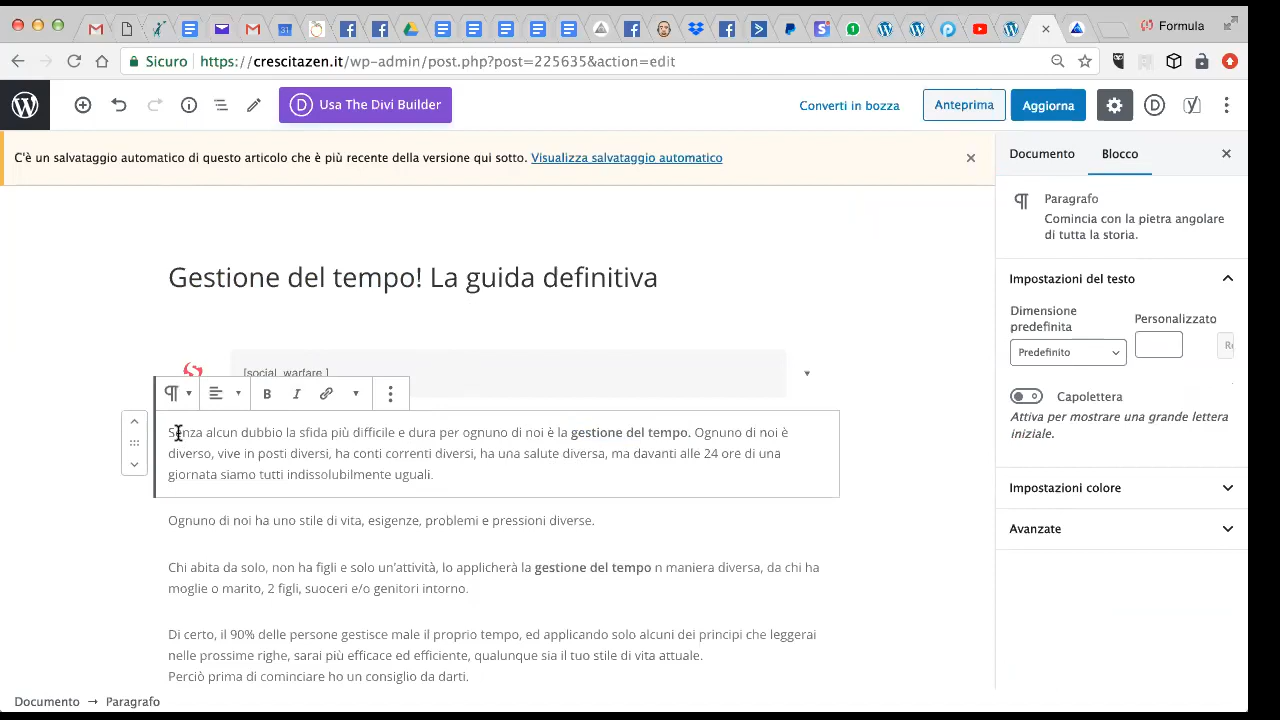 Formula
Sicuro https://crescitazen.it/wp-admin/post.php?post=225635&action=edit
Usa The Divi Builder
Converti in bozza
Anteprima
Aggiorna
C'è un salvataggio automatico di questo articolo che è più recente della versione qui sotto. Visualizza salvataggio automatico
Documento
Blocco
Paragrafo
Comincia con la pietra angolare
di tutta la storia.
Gestione del tempo! La guida definitiva
Impostazioni del testo
Dimensione
predefinita
Personalizzato
Predefinito
Re
[social_warfare ]
B I
Capolettera
Attiva per mostrare una grande lettera
iniziale.
Senza alcun dubbio la sfida più difficile e dura per ognuno di noi è la gestione del tempo. Ognuno di noi è
diverso, vive in posti diversi, ha conti correnti diversi, ha una salute diversa, ma davanti alle 24 ore di una
giornata siamo tutti indissolubilmente uguali.
Impostazioni colore
Avanzate
Ognuno di noi ha uno stile di vita, esigenze, problemi e pressioni diverse.
Chi abita da solo, non ha figli e solo un'attività, lo applicherà la gestione del tempo n maniera diversa, da chi ha
moglie o marito, 2 figli, suoceri e/o genitori intorno.
Di certo, il 90% delle persone gestisce male il proprio tempo, ed applicando solo alcuni dei principi che leggerai
nelle prossime righe, sarai più efficace ed efficiente, qualunque sia il tuo stile di vita attuale.
Perciò prima di cominciare ho un consiglio da darti.
Documento → Paragrafo